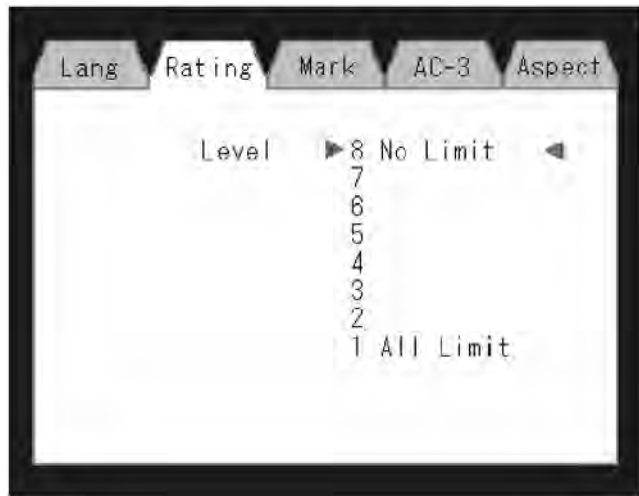 Lang Rating Mark AC-3 Aspect
Level ▶8 No Limit ◀
7
6
5
4
3
2
1 All Limit